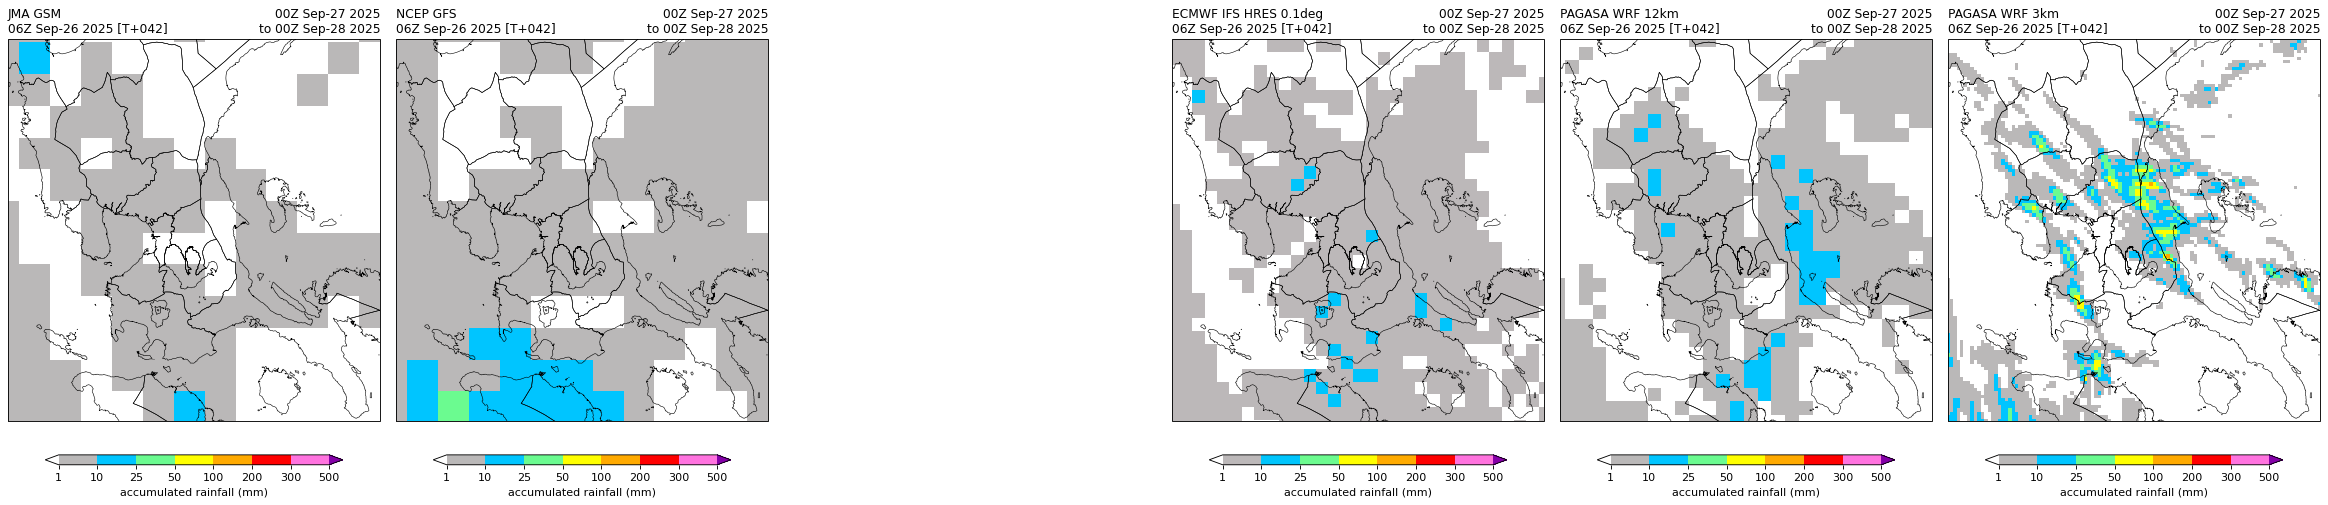 JMA GSM 00Z Sep-27 2025
06Z Sep-26 2025 [T+042] to 00Z Sep-28 2025
1 10 25 50 100 200 300 500
accumulated rainfall (mm)
NCEP GFS 00Z Sep-27 2025
06Z Sep-26 2025 [T+042] to 00Z Sep-28 2025
1 10 25 50 100 200 300 500
accumulated rainfall (mm)
ECMWF IFS HRES 0.1deg 00Z Sep-27 2025
06Z Sep-26 2025 [T+042] to 00Z Sep-28 2025
1 10 25 50 100 200 300 500
accumulated rainfall (mm)
PAGASA WRF 12km 00Z Sep-27 2025
06Z Sep-26 2025 [T+042] to 00Z Sep-28 2025
1 10 25 50 100 200 300 500
accumulated rainfall (mm)
PAGASA WRF 3km 00Z Sep-27 2025
06Z Sep-26 2025 [T+042] to 00Z Sep-28 2025
1 10 25 50 100 200 300 500
accumulated rainfall (mm)